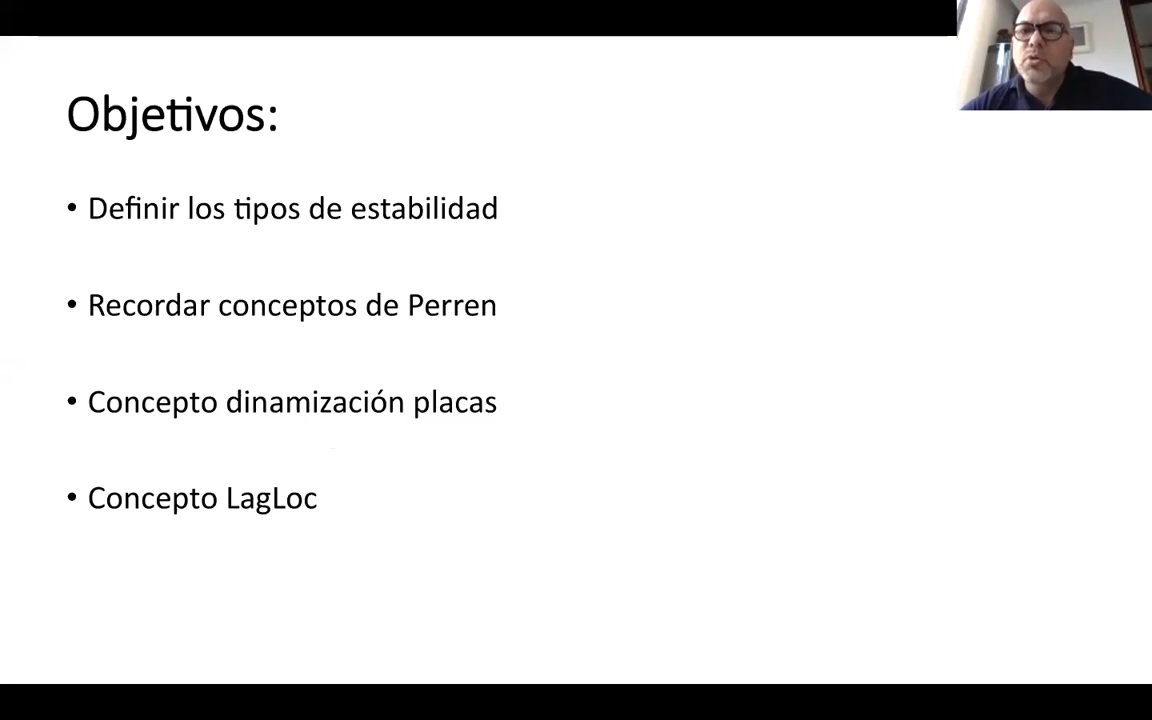 Objetivos:
• Definir los tipos de estabilidad
• Recordar conceptos de Perren
• Concepto dinamización placas
• Concepto LagLoc